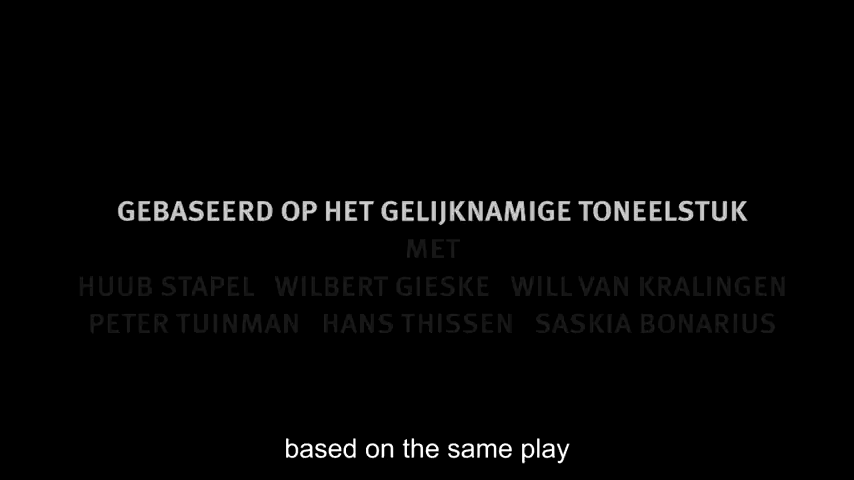 GEBASEERD OP HET GELIJKNAMIGE TONEELSTUK
MET
HUUB STAPEL WILBERT GIESKE WILL VAN KRALINGEN
PETER TUINMAN HANS THISSEN SASKIA BONARIUS
based on the same play